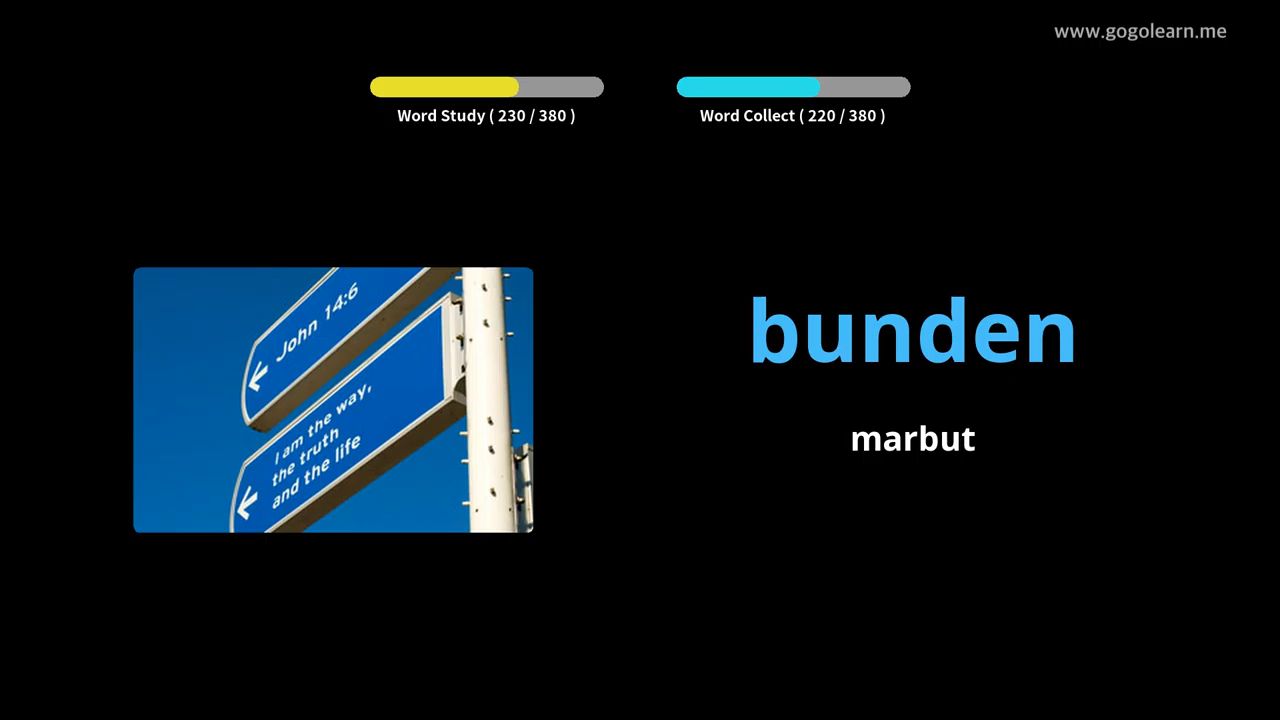 www.gogolearn.me
Word Study ( 230 / 380 )
Word Collect ( 220 / 380 )
John 14:6
I am the way,
the truth
and the life
bunden
marbut